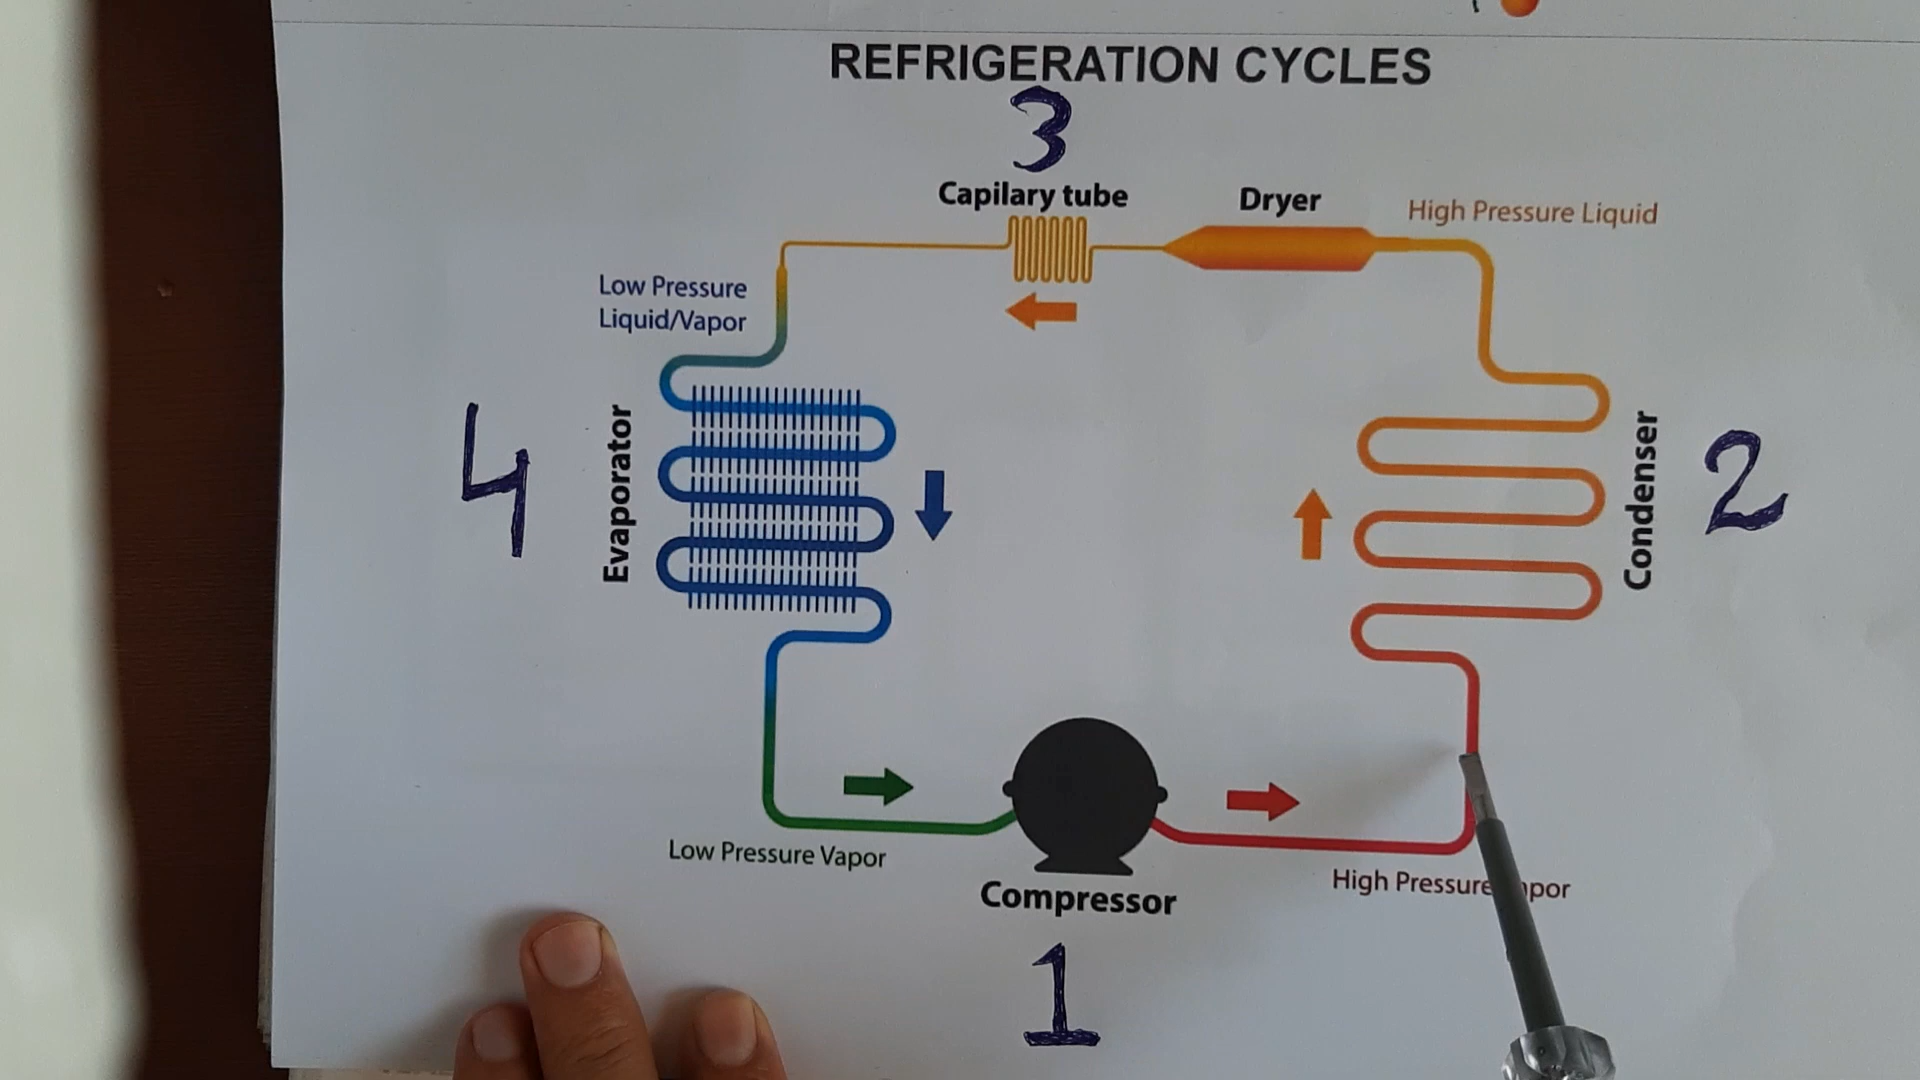 REFRIGERATION CYCLES
3
Capilary tube
Dryer
High Pressure Liquid
Low Pressure
Liquid/Vapor
4
Evaporator
Condenser
2
Low Pressure Vapor
High Pressure
Compressor
1